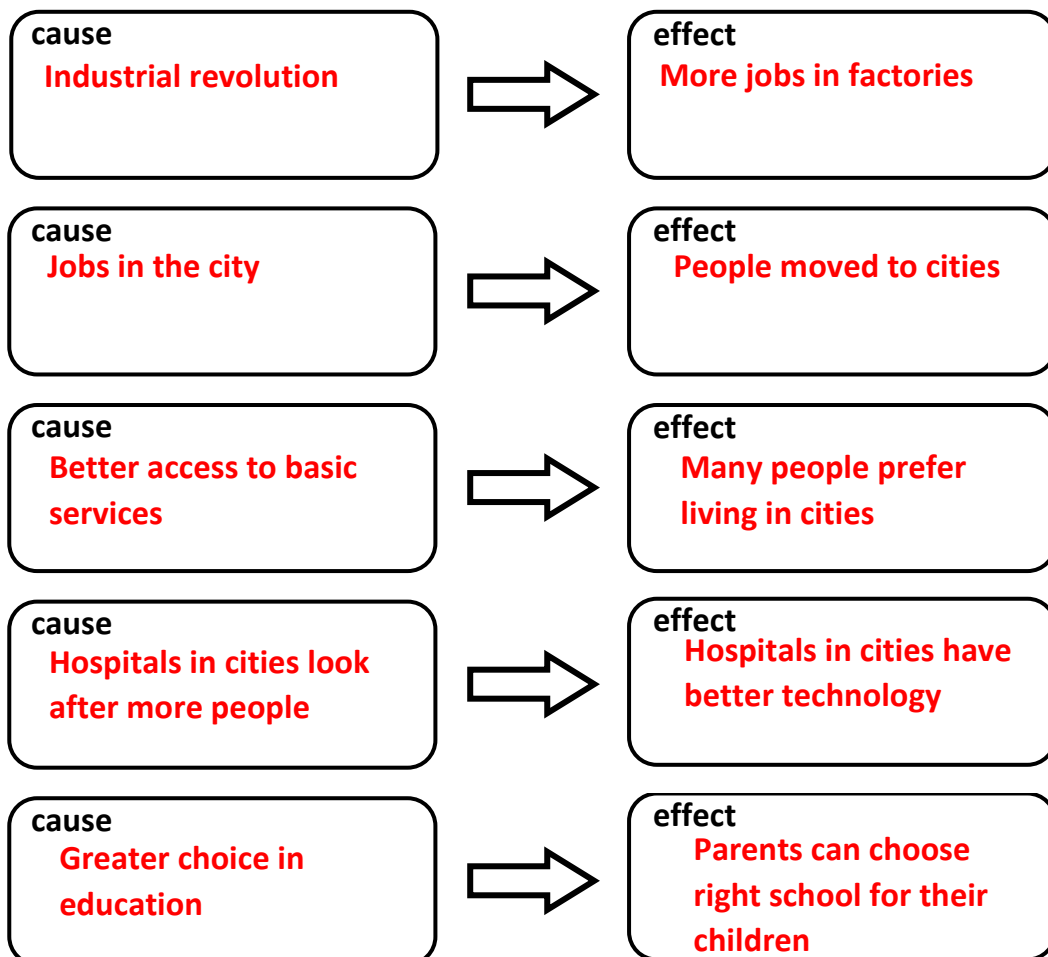 cause
Industrial revolution
effect
More jobs in factories
cause
Jobs in the city
effect
People moved to cities
cause
Better access to basic
services
effect
Many people prefer
living in cities
cause
Hospitals in cities look
after more people
effect
Hospitals in cities have
better technology
cause
Greater choice in
education
effect
Parents can choose
right school for their
children